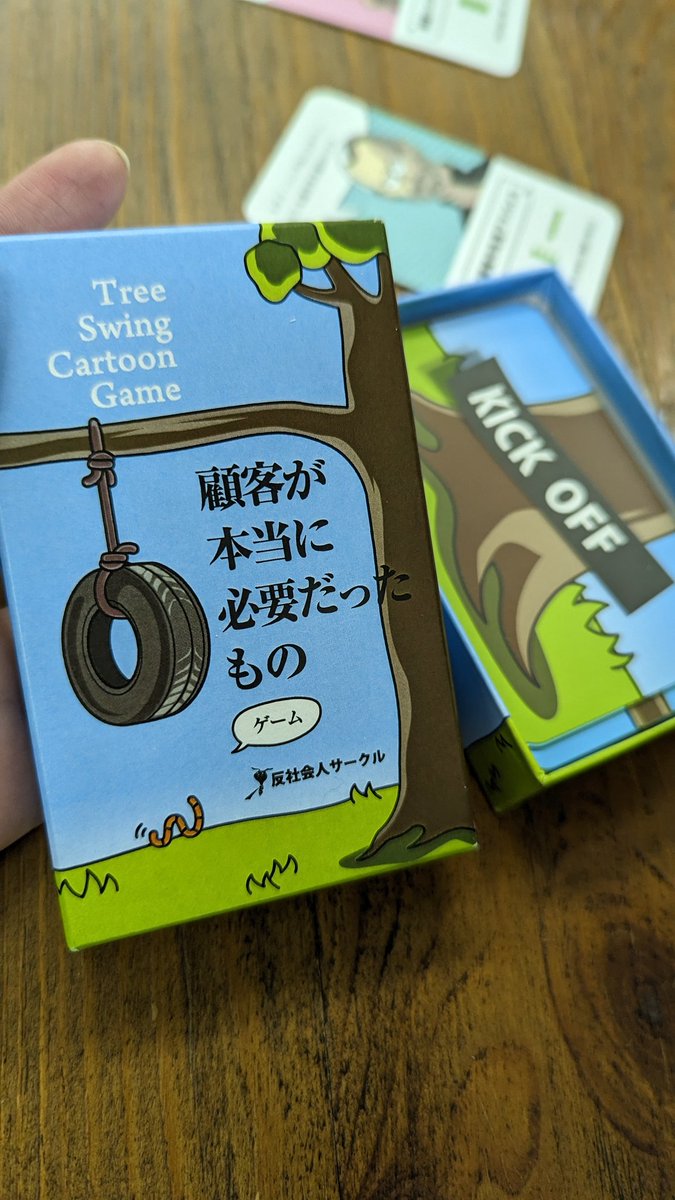 Tree
Swing
Cartoon
Game
顧客が
本当に
必要だった
もの
ゲーム
反社会人サークル
KICK OFF